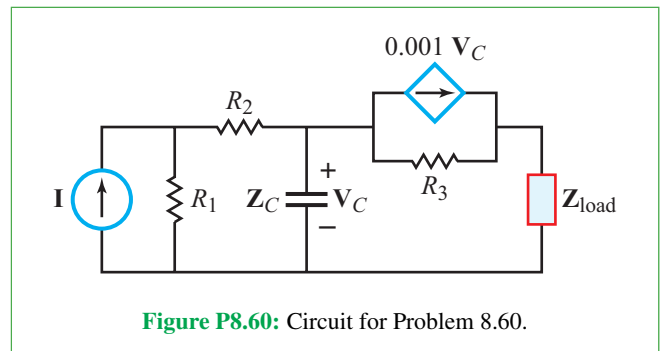 0.001 V_C
R_2
+
I
R_1
Z_C
V_C
R_3
Z_load
–
Figure P8.60: Circuit for Problem 8.60.